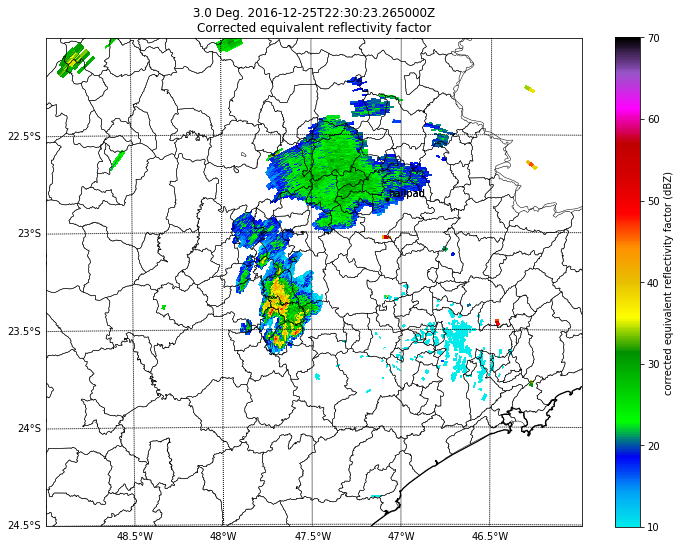 3.0 Deg. 2016-12-25T22:30:23.265000Z
Corrected equivalent reflectivity factor
22.5°S
23°S
23.5°S
24°S
24.5°S
48.5°W
48°W
47.5°W
47°W
46.5°W
70
60
50
40
30
20
10
corrected equivalent reflectivity factor (dBZ)